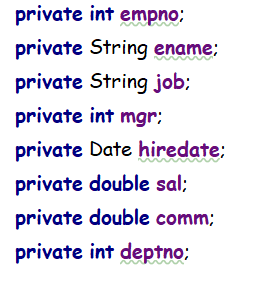 private int empno;
private String ename;
private String job;
private int mgr;
private Date hiredate;
private double sal;
private double comm;
private int deptno;